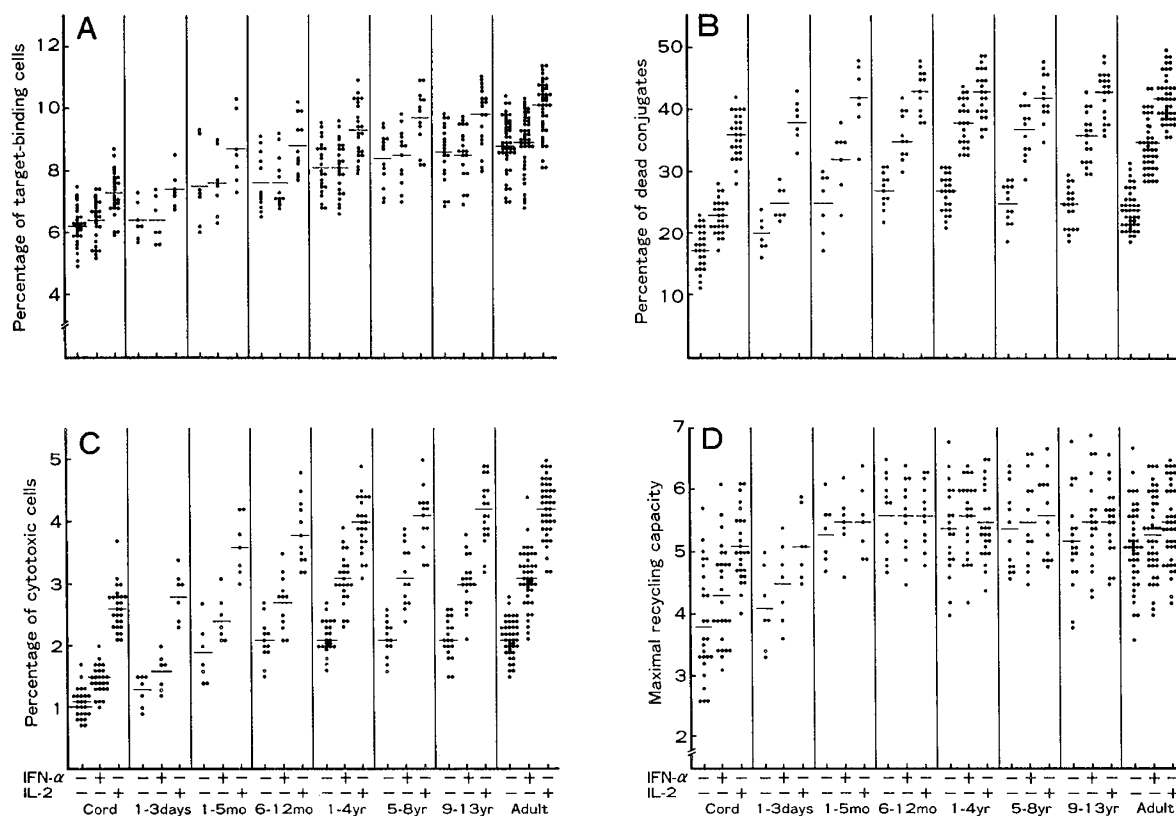 A
Percentage of target-binding cells
12
10
8
6
4
B
Percentage of dead conjugates
50
40
30
20
10
C
Percentage of cytotoxic cells
5
4
3
2
1
D
Maximal recycling capacity
7
6
5
4
3
2
IFN-α − + − − + − − + − − + − − + − − + − − + − − + −
IL-2 − − + − − + − − + − − + − − + − − + − − + − − +
Cord 1-3days 1-5mo 6-12mo 1-4yr 5-8yr 9-13yr Adult
IFN-α − + − − + − − + − − + − − + − − + − − + − − + −
IL-2 − − + − − + − − + − − + − − + − − + − − + − − +
Cord 1-3days 1-5mo 6-12mo 1-4yr 5-8yr 9-13yr Adult